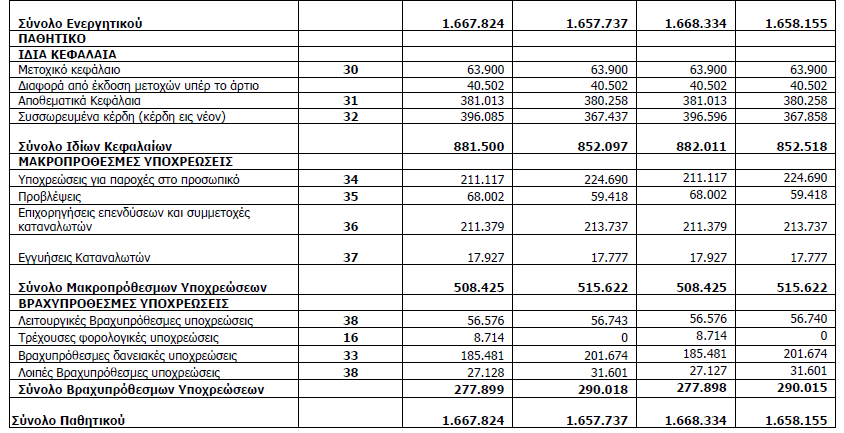 Σύνολο Ενεργητικού 1.667.824 1.657.737 1.668.334 1.658.155
ΠΑΘΗΤΙΚΟ
ΙΔΙΑ ΚΕΦΑΛΑΙΑ
Μετοχικό κεφάλαιο 30 63.900 63.900 63.900 63.900
Διαφορά από έκδοση μετοχών υπέρ το άρτιο 40.502 40.502 40.502 40.502
Αποθεματικά Κεφάλαια 31 381.013 380.258 381.013 380.258
Συσσωρευμένα κέρδη (κέρδη εις νέον) 32 396.085 367.437 396.596 367.858
Σύνολο Ιδίων Κεφαλαίων 881.500 852.097 882.011 852.518
ΜΑΚΡΟΠΡΟΘΕΣΜΕΣ ΥΠΟΧΡΕΩΣΕΙΣ
Υποχρεώσεις για παροχές στο προσωπικό 34 211.117 224.690 211.117 224.690
Προβλέψεις 35 68.002 59.418 68.002 59.418
Επιχορηγήσεις επενδύσεων και συμμετοχές
καταναλωτών 36 211.379 213.737 211.379 213.737
Εγγυήσεις Καταναλωτών 37 17.927 17.777 17.927 17.777
Σύνολο Μακροπρόθεσμων Υποχρεώσεων 508.425 515.622 508.425 515.622
ΒΡΑΧΥΠΡΟΘΕΣΜΕΣ ΥΠΟΧΡΕΩΣΕΙΣ
Λειτουργικές Βραχυπρόθεσμες υποχρεώσεις 38 56.576 56.743 56.576 56.740
Τρέχουσες φορολογικές υποχρεώσεις 16 8.714 0 8.714 0
Βραχυπρόθεσμες δανειακές υποχρεώσεις 33 185.481 201.674 185.481 201.674
Λοιπές Βραχυπρόθεσμες υποχρεώσεις 38 27.128 31.601 27.127 31.601
Σύνολο Βραχυπρόθεσμων Υποχρεώσεων 277.899 290.018 277.898 290.015
Σύνολο Παθητικού 1.667.824 1.657.737 1.668.334 1.658.155